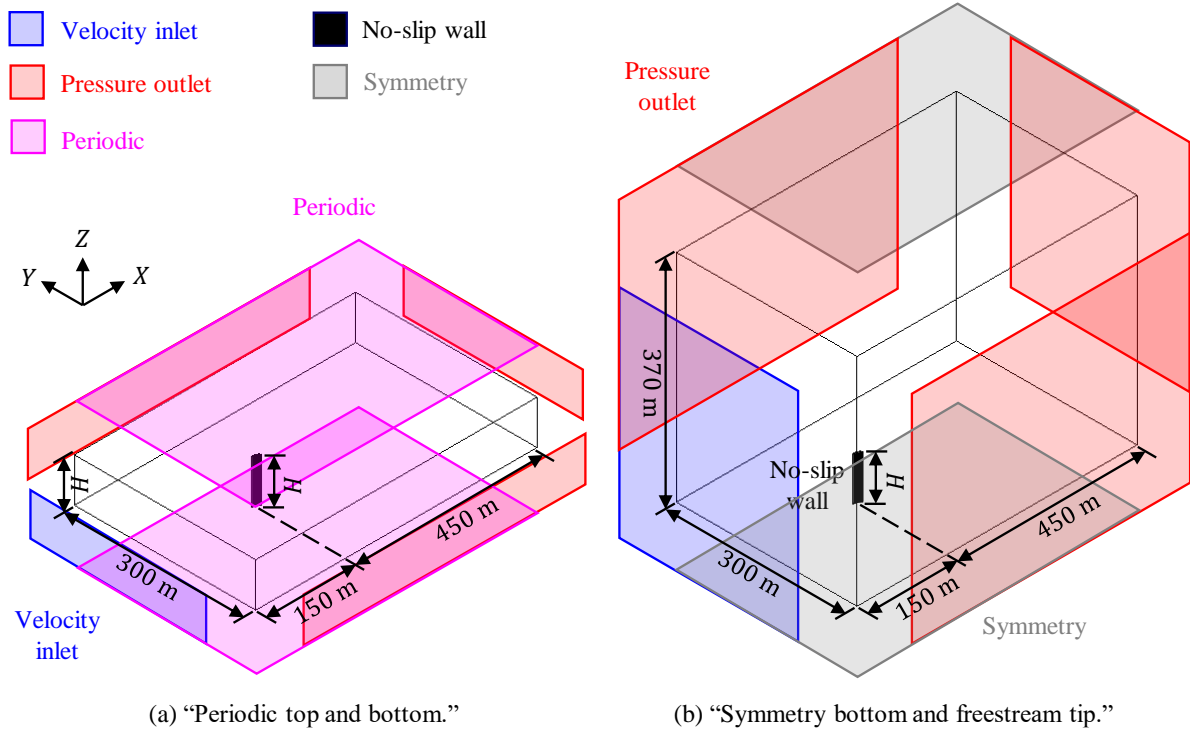 Velocity inlet
No-slip wall
Pressure outlet
Symmetry
Periodic
Periodic
Z
Y
X
H
H
300 m
150 m
450 m
Velocity
inlet
(a) “Periodic top and bottom.”
Pressure
outlet
370 m
No-slip
wall
H
300 m
150 m
450 m
Symmetry
(b) “Symmetry bottom and freestream tip.”